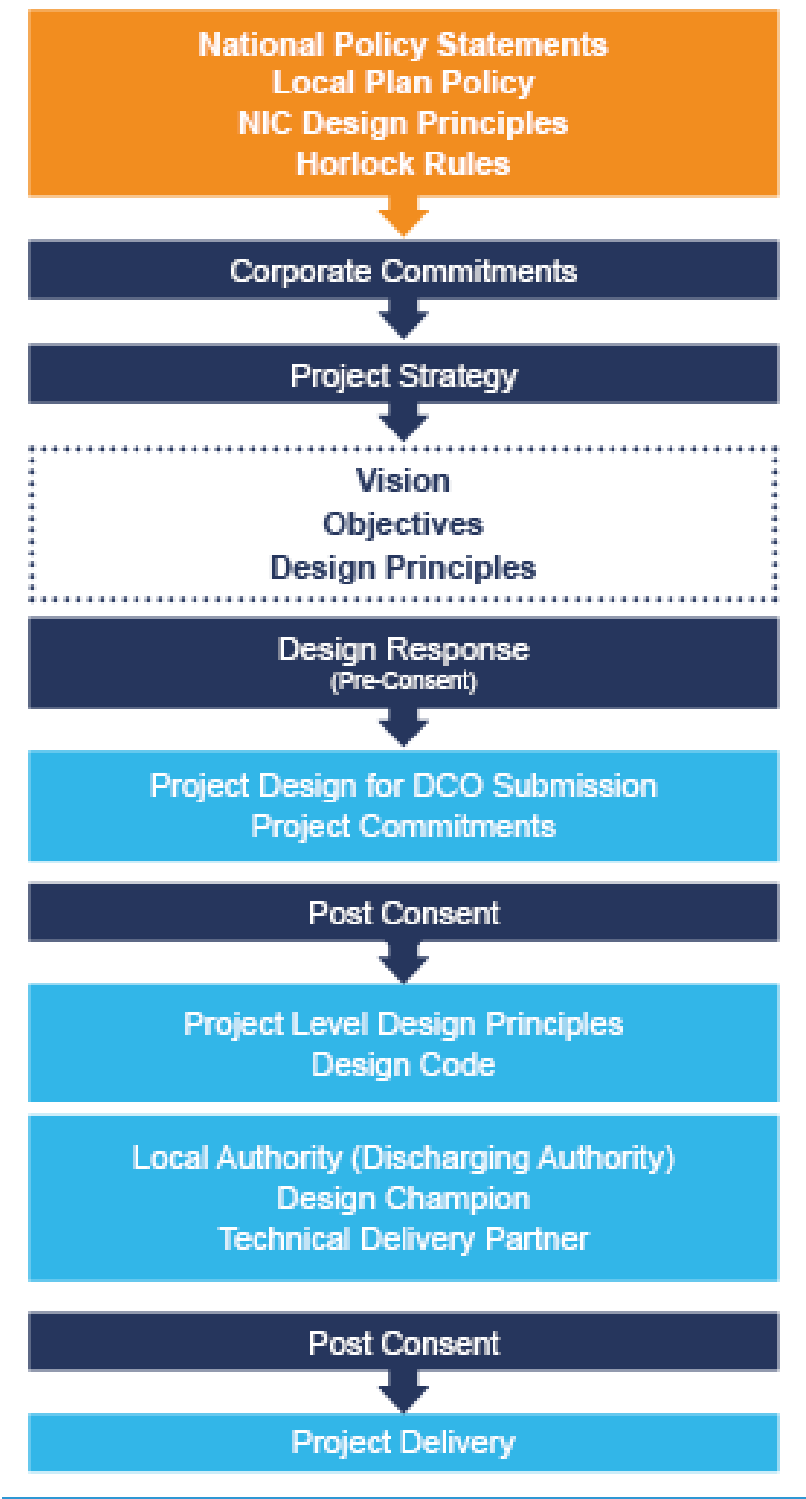 National Policy Statements
Local Plan Policy
NIC Design Principles
Horlock Rules
Corporate Commitments
Project Strategy
Vision
Objectives
Design Principles
Design Response
(Pre-Consent)
Project Design for DCO Submission
Project Commitments
Post Consent
Project Level Design Principles
Design Code
Local Authority (Discharging Authority)
Design Champion
Technical Delivery Partner
Post Consent
Project Delivery